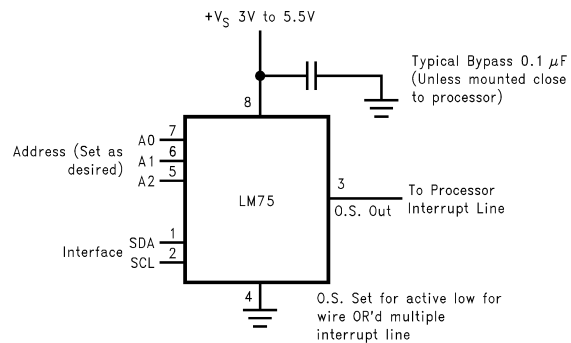 +VS 3V to 5.5V
Typical Bypass 0.1 μF
(Unless mounted close
to processor)
8
Address (Set as
desired)
A0 7
A1 6
A2 5
LM75
3
O.S. Out
To Processor
Interrupt Line
Interface
SDA 1
SCL 2
4
O.S. Set for active low for
wire OR'd multiple
interrupt line